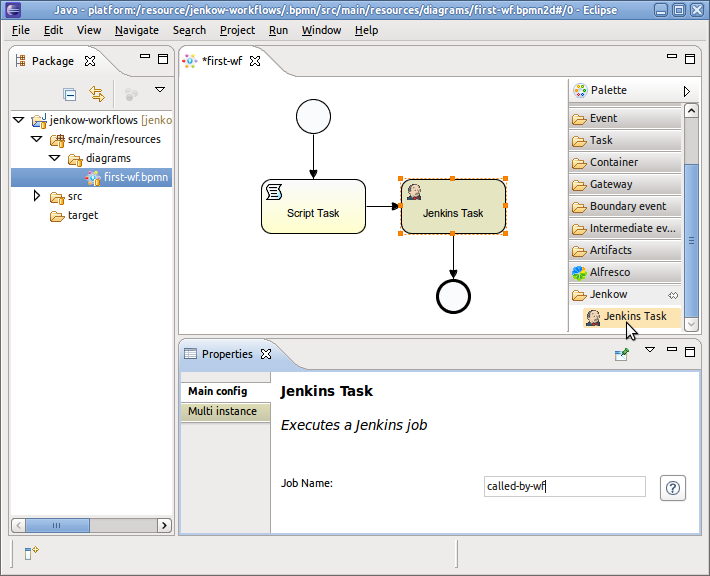 Java - platform:/resource/jenkow-workflows/.bpmn/src/main/resources/diagrams/first-wf.bpmn2d#/0 - Eclipse
File Edit View Navigate Search Project Run Window Help
Package
jenkow-workflows [jenko
src/main/resources
diagrams
first-wf.bpmn
src
target
*first-wf
Script Task
Jenkins Task
Palette
Event
Task
Container
Gateway
Boundary event
Intermediate ev...
Artifacts
Alfresco
Jenkow
Jenkins Task
Properties
Main config
Multi instance
Jenkins Task
Executes a Jenkins job
Job Name:
called-by-wf
?